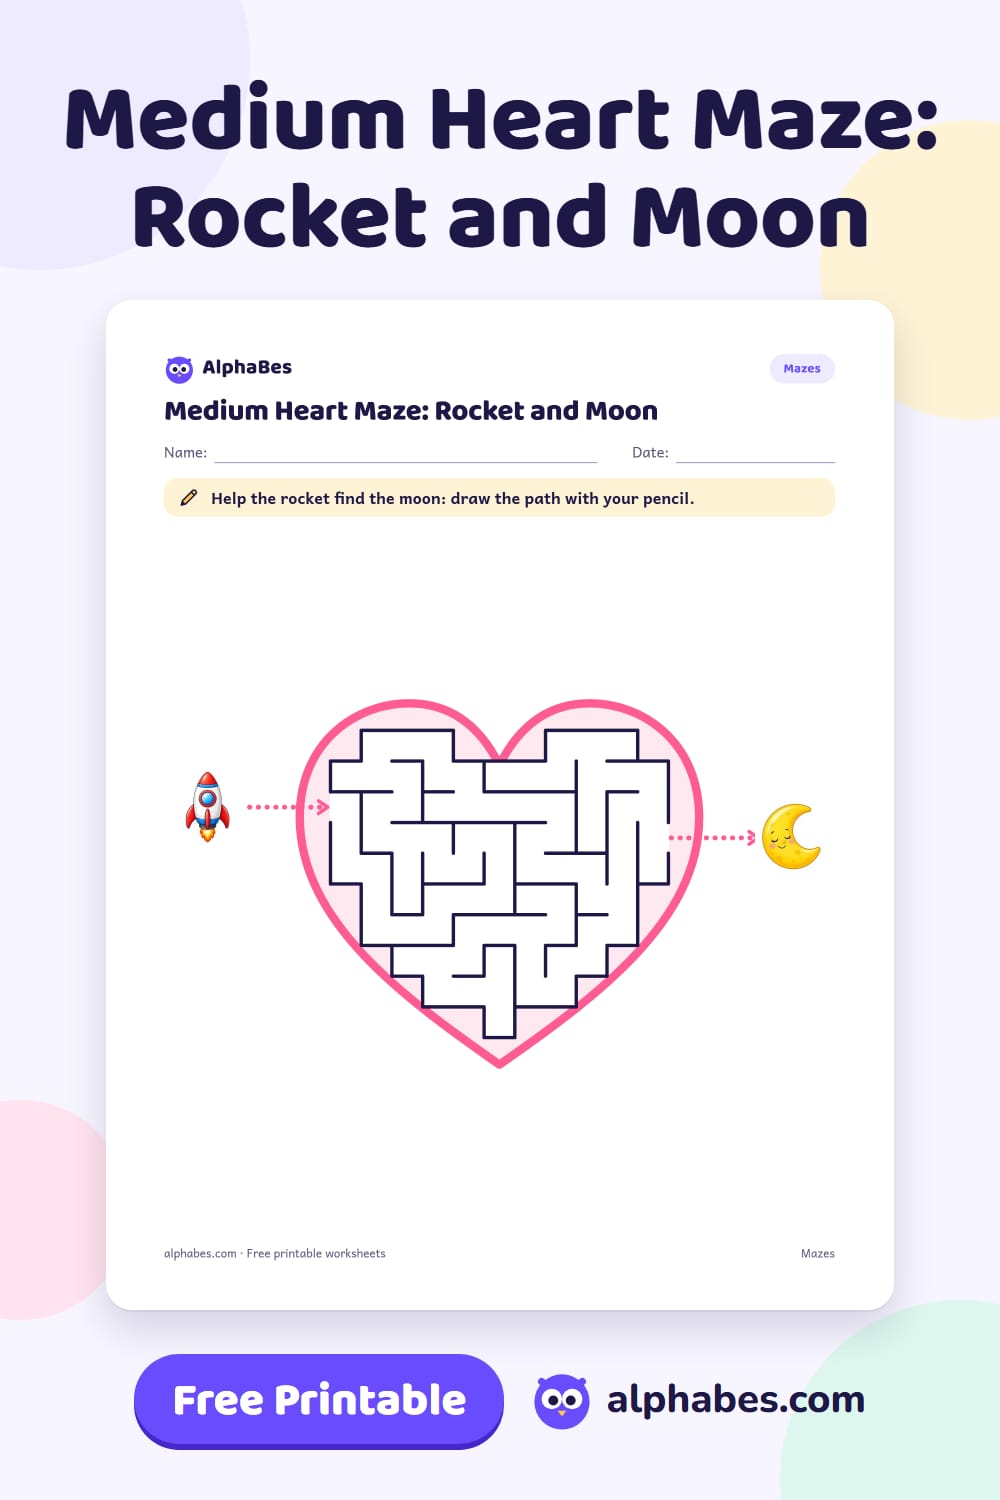 Medium Heart Maze:
Rocket and Moon
AlphaBes
Mazes
Medium Heart Maze: Rocket and Moon
Name:
Date:
Help the rocket find the moon: draw the path with your pencil.
alphabes.com · Free printable worksheets
Mazes
Free Printable
alphabes.com